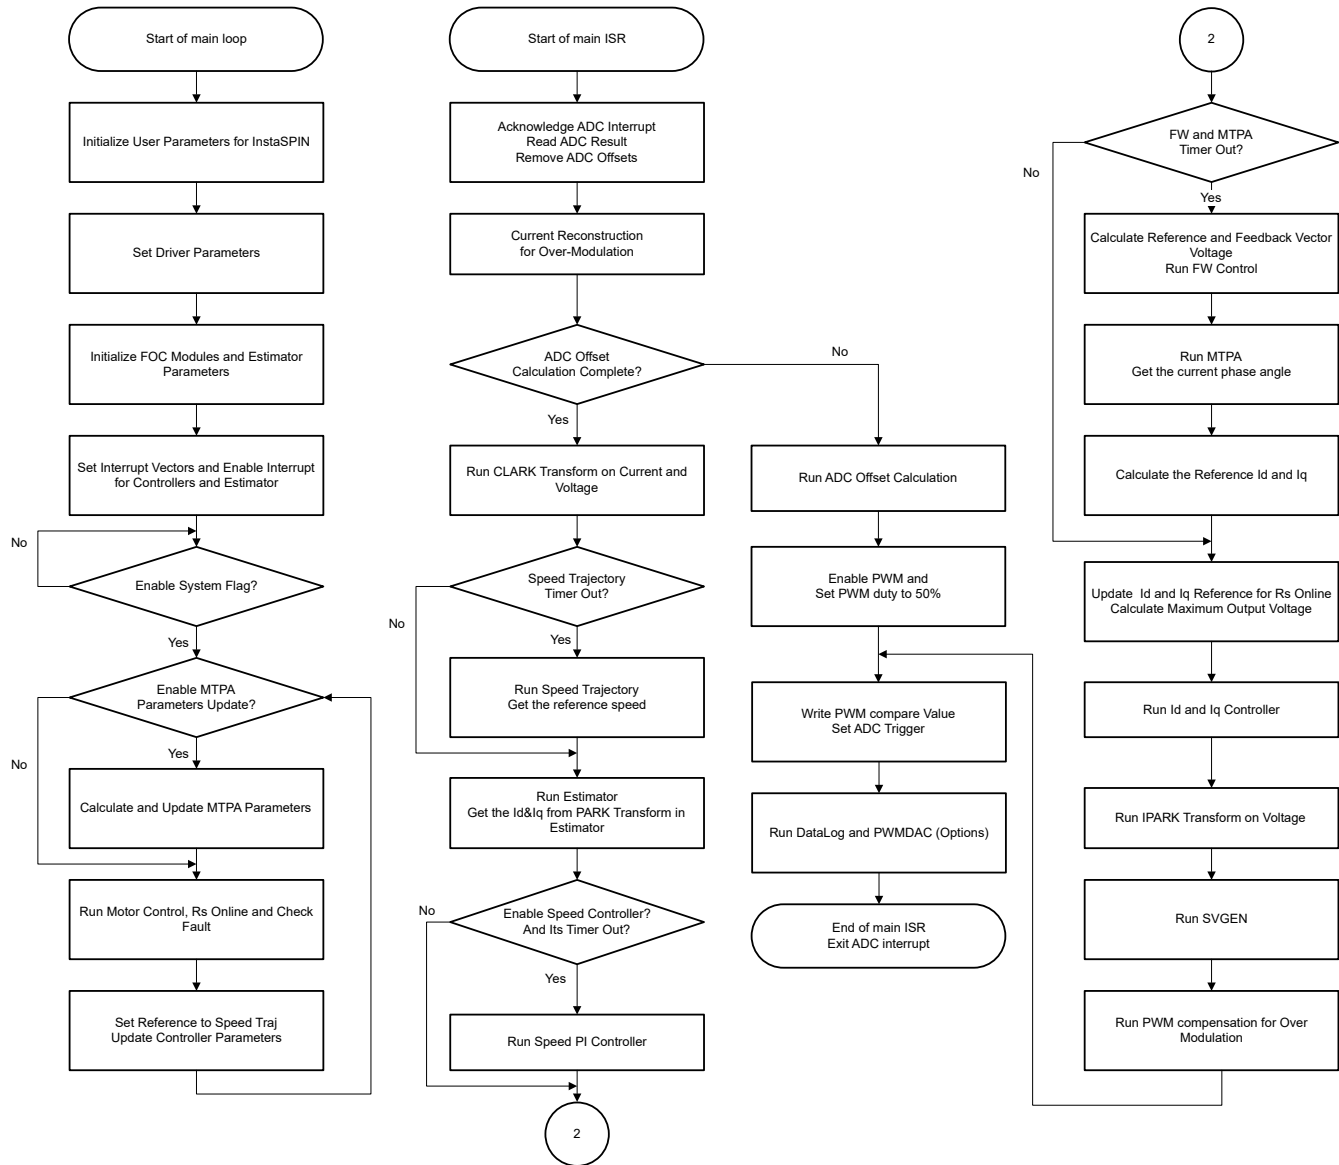 Start of main loop
Initialize User Parameters for InstaSPIN
Set Driver Parameters
Initialize FOC Modules and Estimator
Parameters
Set Interrupt Vectors and Enable Interrupt
for Controllers and Estimator
No
Enable System Flag?
Yes
Enable MTPA
Parameters Update?
No
Yes
Calculate and Update MTPA Parameters
Run Motor Control, Rs Online and Check
Fault
Set Reference to Speed Traj
Update Controller Parameters
Start of main ISR
Acknowledge ADC Interrupt
Read ADC Result
Remove ADC Offsets
Current Reconstruction
for Over-Modulation
ADC Offset
Calculation Complete?
No
Yes
Run CLARK Transform on Current and
Voltage
Speed Trajectory
Timer Out?
No
Yes
Run Speed Trajectory
Get the reference speed
Run Estimator
Get the Id&Iq from PARK Transform in
Estimator
Enable Speed Controller?
And Its Timer Out?
No
Yes
Run Speed PI Controller
2
Run ADC Offset Calculation
Enable PWM and
Set PWM duty to 50%
Write PWM compare Value
Set ADC Trigger
Run DataLog and PWMDAC (Options)
End of main ISR
Exit ADC interrupt
2
FW and MTPA
Timer Out?
No
Yes
Calculate Reference and Feedback Vector
Voltage
Run FW Control
Run MTPA
Get the current phase angle
Calculate the Reference Id and Iq
Update Id and Iq Reference for Rs Online
Calculate Maximum Output Voltage
Run Id and Iq Controller
Run IPARK Transform on Voltage
Run SVGEN
Run PWM compensation for Over
Modulation